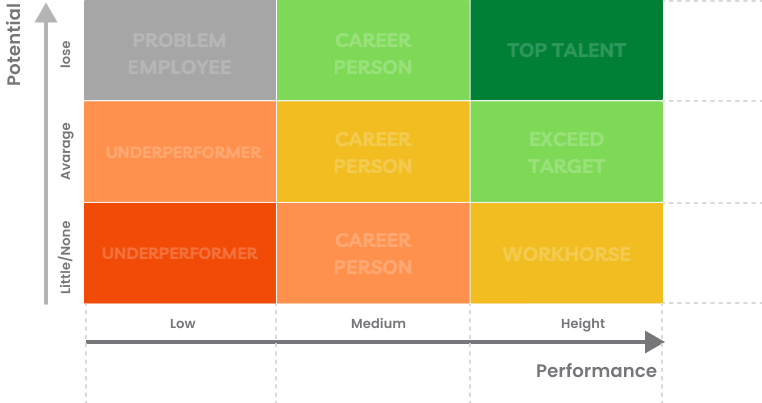 Potential
lose
PROBLEM
EMPLOYEE
CAREER
PERSON
TOP TALENT
Avarage
UNDERPERFORMER
CAREER
PERSON
EXCEED
TARGET
Little/None
UNDERPERFORMER
CAREER
PERSON
WORKHORSE
Low
Medium
Height
Performance